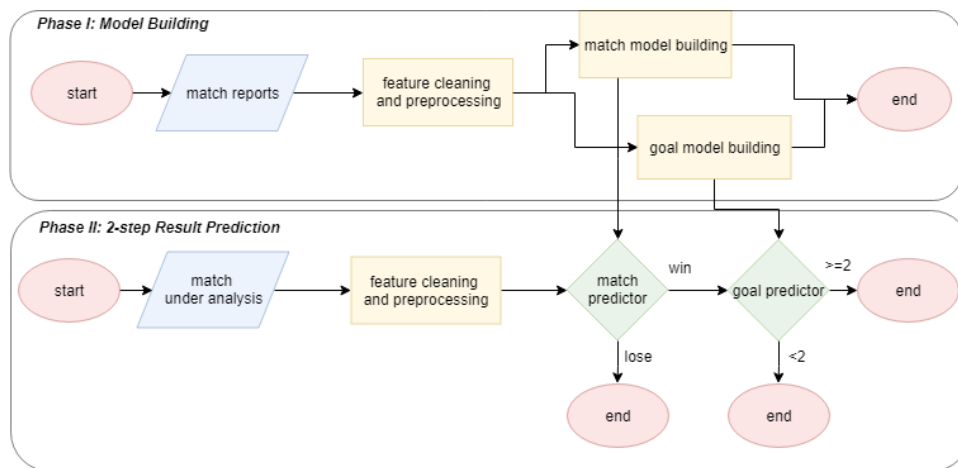 Phase I: Model Building
start
match reports
feature cleaning
and preprocessing
match model building
goal model building
end
Phase II: 2-step Result Prediction
start
match
under analysis
feature cleaning
and preprocessing
match
predictor
win
goal predictor
>=2
end
lose
<2
end
end